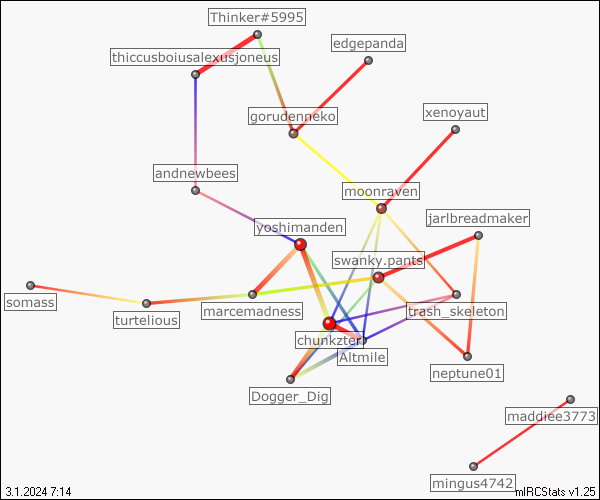 Thinker#5995
edgepanda
thiccusboiusalexusjoneus
xenoyaut
gorudenneko
andnewbees
moonraven
jarlbreadmaker
yoshimanden
swanky.pants
somass
marcemadness
trash_skeleton
turtelious
chunkzter
Altmile
neptune01
Dogger_Dig
maddiee3773
mingus4742
3.1.2024 7:14
mIRCStats v1.25